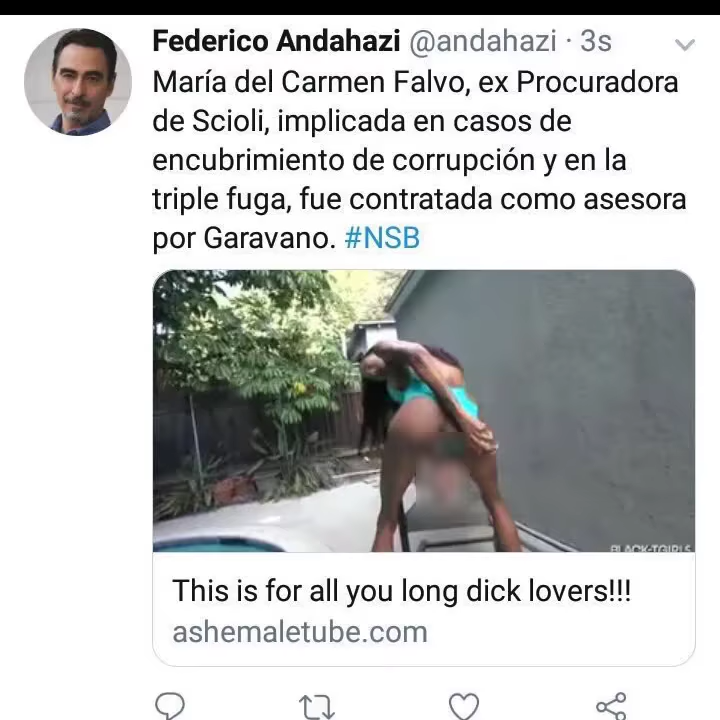 Federico Andahazi @andahazi · 3s
María del Carmen Falvo, ex Procuradora
de Scioli, implicada en casos de
encubrimiento de corrupción y en la
triple fuga, fue contratada como asesora
por Garavano. #NSB
BLACK-TGIRLS
This is for all you long dick lovers!!!
ashemaletube.com